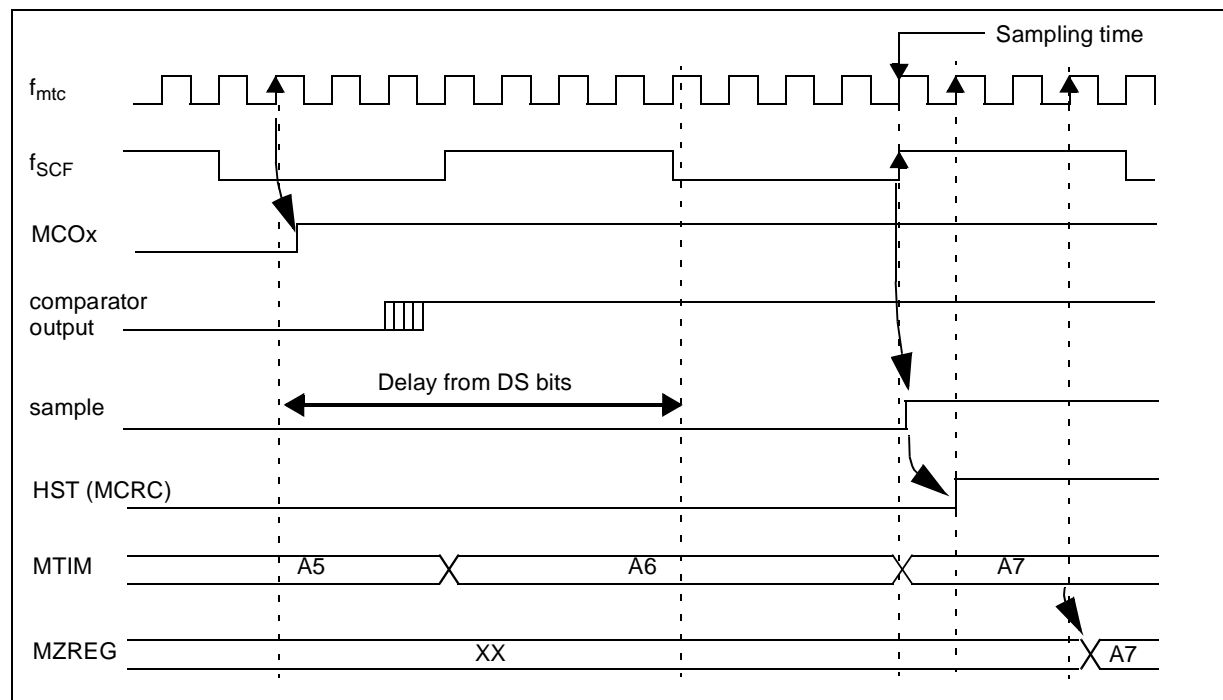 Sampling time
fmtc
fSCF
MCOx
comparator
output
Delay from DS bits
sample
HST (MCRC)
MTIM
A5
A6
A7
MZREG
XX
A7